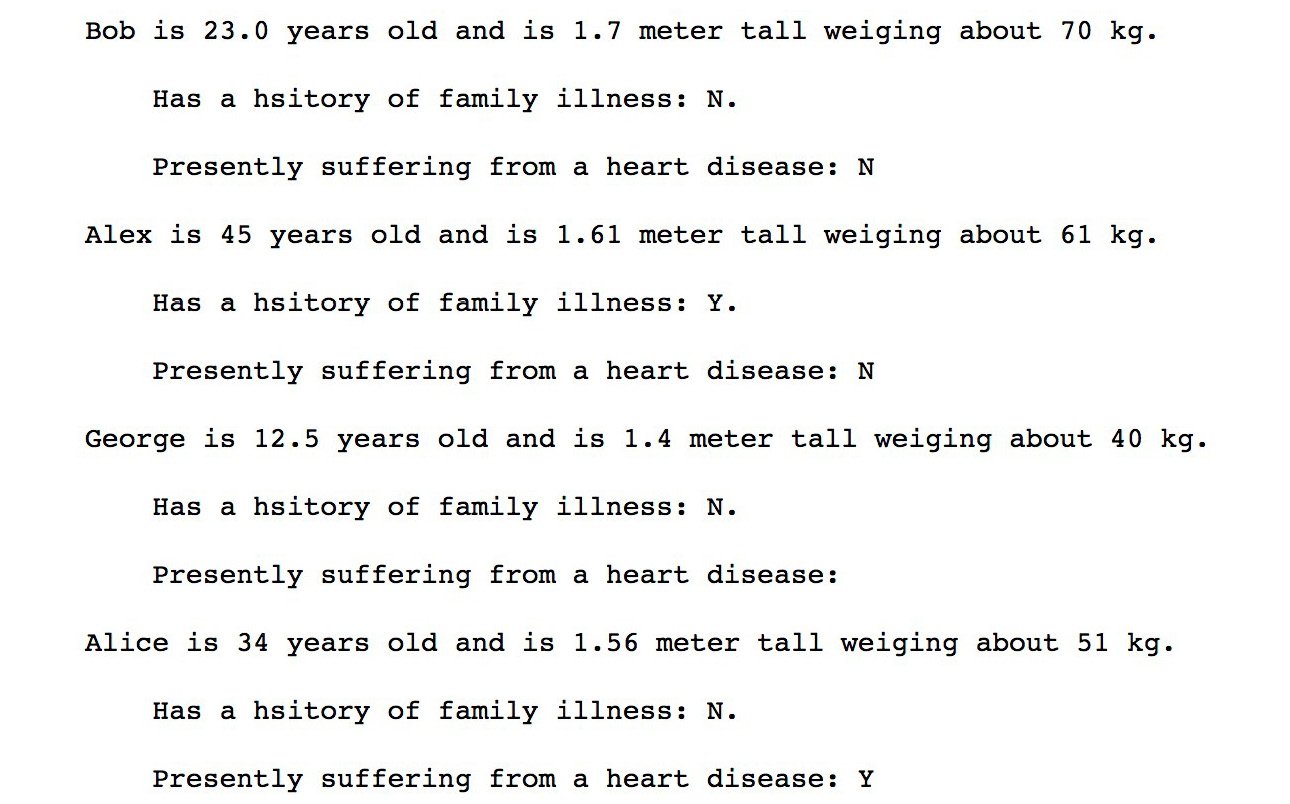 Bob is 23.0 years old and is 1.7 meter tall weiging about 70 kg.
Has a hsitory of family illness: N.
Presently suffering from a heart disease: N
Alex is 45 years old and is 1.61 meter tall weiging about 61 kg.
Has a hsitory of family illness: Y.
Presently suffering from a heart disease: N
George is 12.5 years old and is 1.4 meter tall weiging about 40 kg.
Has a hsitory of family illness: N.
Presently suffering from a heart disease:
Alice is 34 years old and is 1.56 meter tall weiging about 51 kg.
Has a hsitory of family illness: N.
Presently suffering from a heart disease: Y